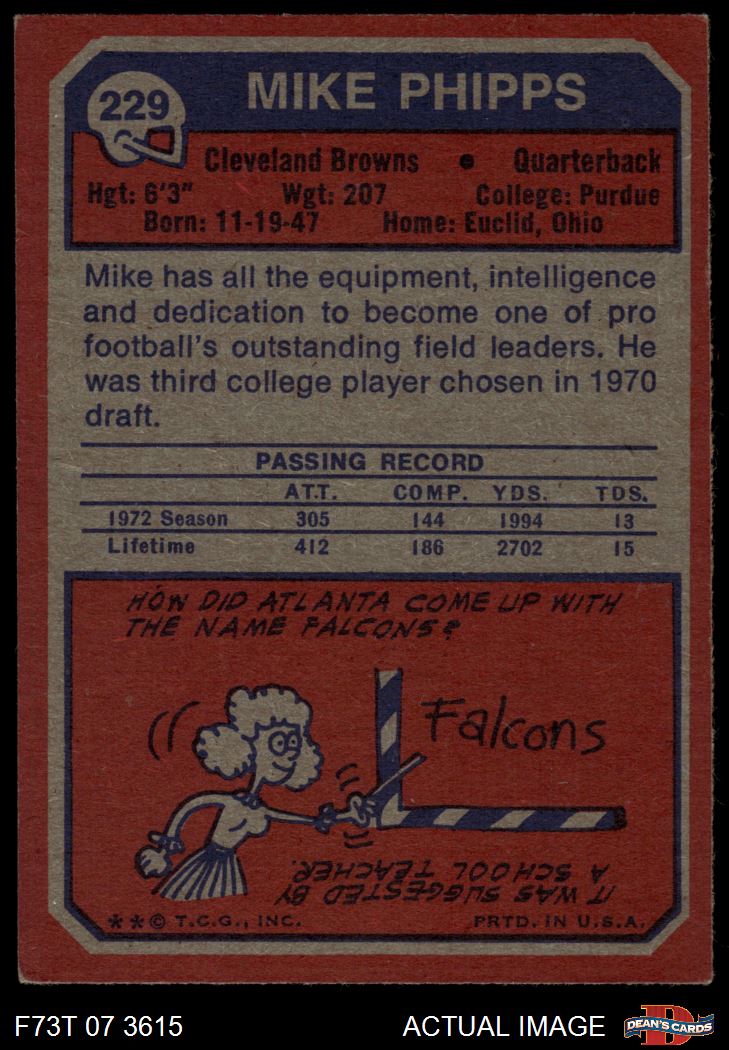 229
MIKE PHIPPS
Cleveland Browns • Quarterback
Hgt: 6'3" Wgt: 207 College: Purdue
Born: 11-19-47 Home: Euclid, Ohio
Mike has all the equipment, intelligence
and dedication to become one of pro
football's outstanding field leaders. He
was third college player chosen in 1970
draft.
PASSING RECORD
ATT. COMP. YDS. TDS.
1972 Season 305 144 1994 13
Lifetime 412 186 2702 15
HOW DID ATLANTA COME UP WITH
THE NAME FALCONS?
Falcons
IT WAS SUGGESTED BY
A SCHOOL TEACHER.
**© T.C.G., INC. PRTD. IN U.S.A.
F73T 07 3615 ACTUAL IMAGE
D
DEAN'S CARDS